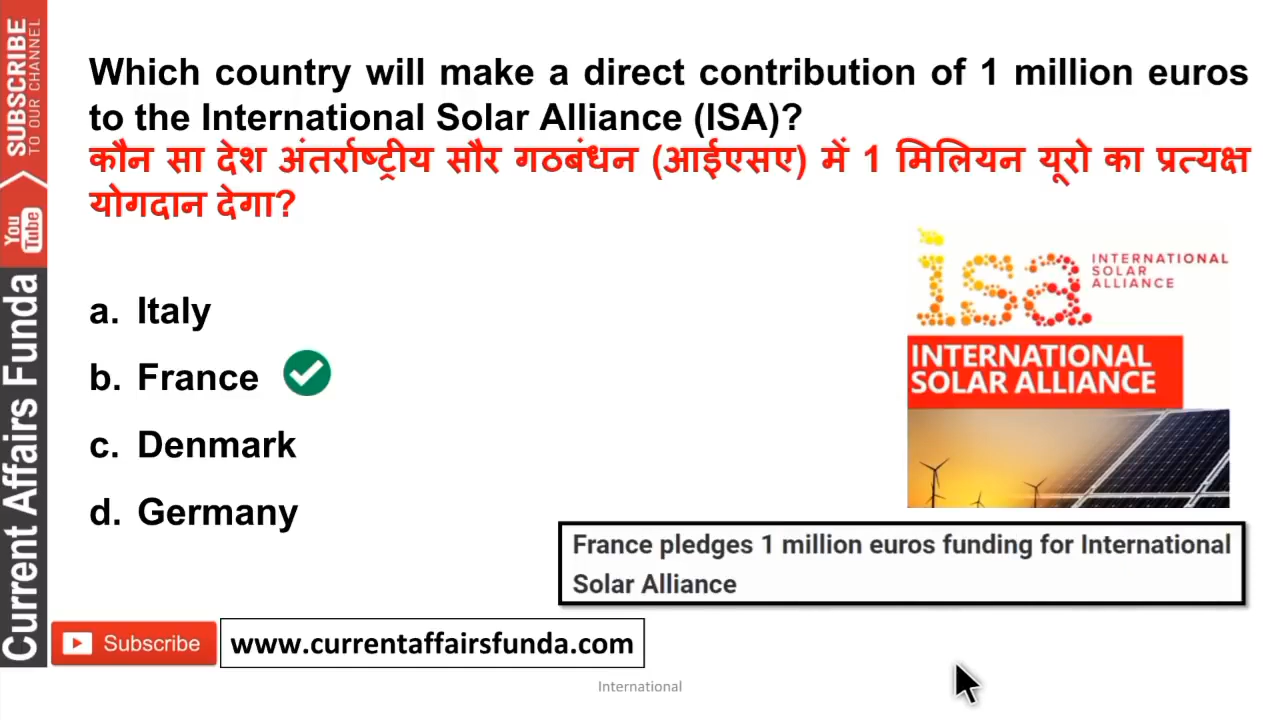 SUBSCRIBE
TO OUR CHANNEL
You
Tube
Current Affairs Funda
Which country will make a direct contribution of 1 million euros
to the International Solar Alliance (ISA)?
कौन सा देश अंतर्राष्ट्रीय सौर गठबंधन (आईएसए) में 1 मिलियन यूरो का प्रत्यक्ष
योगदान देगा?
a. Italy
b. France
c. Denmark
d. Germany
isa
INTERNATIONAL
SOLAR
ALLIANCE
INTERNATIONAL
SOLAR ALLIANCE
France pledges 1 million euros funding for International
Solar Alliance
Subscribe
www.currentaffairsfunda.com
International